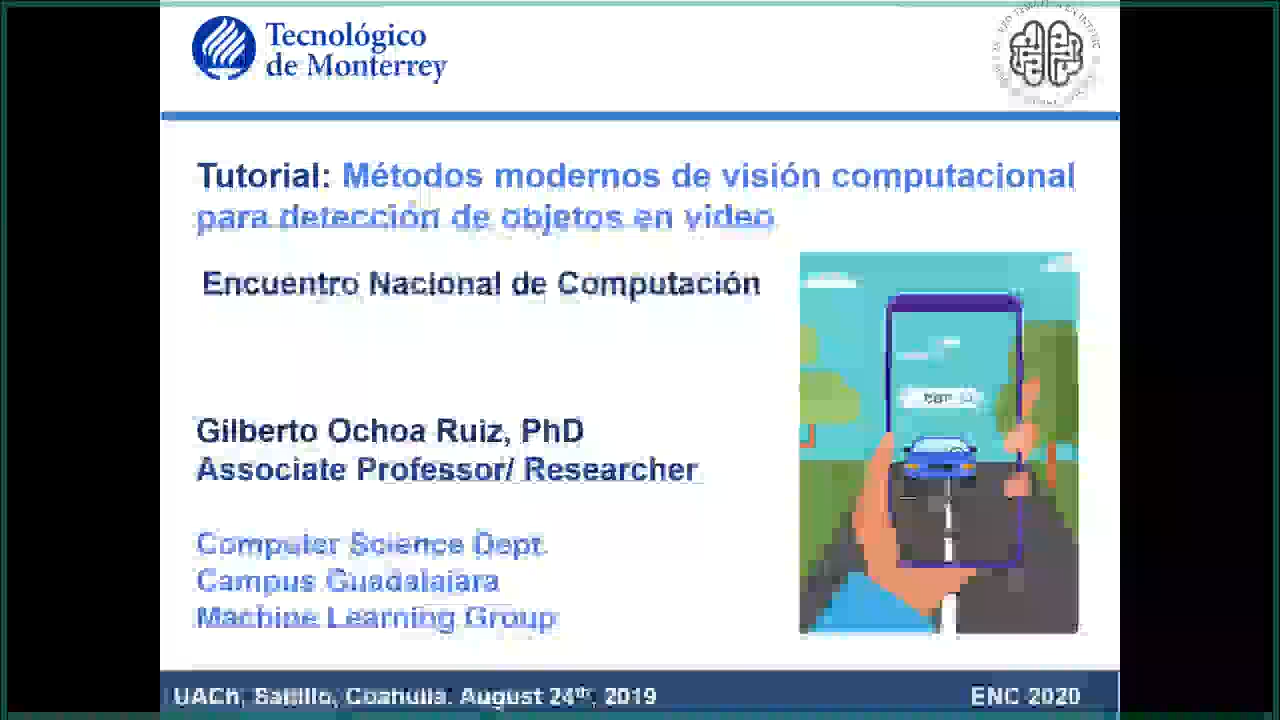 Tecnológico
de Monterrey
Tutorial: Métodos modernos de visión computacional
para detección de objetos en video
Encuentro Nacional de Computación
Gilberto Ochoa Ruiz, PhD
Associate Professor/ Researcher
Computer Science Dept.
Campus Guadalajara
Machine Learning Group
UACh, Saltillo, Coahuila. August 24th, 2019
ENC 2020